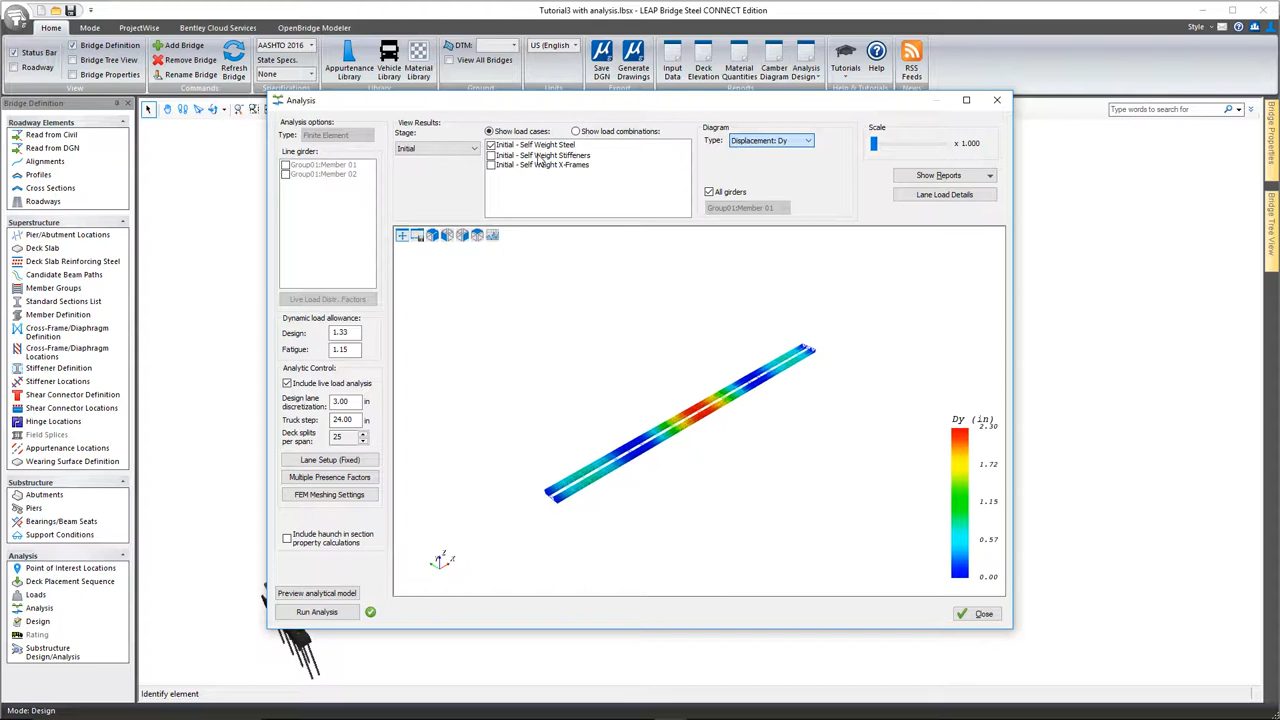 Tutorial3 with analysis.lbsx - LEAP Bridge Steel CONNECT Edition
Home Mode ProjectWise Bentley Cloud Services OpenBridge Modeler Style
Status Bar
Roadway
Bridge Definition
Bridge Tree View
Bridge Properties
View
Add Bridge
Remove Bridge
Rename Bridge
Refresh Bridge
Commands
AASHTO 2016
State Specs.
None
Specifications
Appurtenance Library
Vehicle Library
Material Library
Library
DTM:
View All Bridges
Ground
US (English)
Units
Save DGN
Generate Drawings
Export
Input Data
Deck Elevation
Material Quantities
Camber Diagram
Analysis Design
Reports
Tutorials
Help
Help & Tutorials
RSS Feeds
Type words to search for
Bridge Definition
Roadway Elements
Read from Civil
Read from DGN
Alignments
Profiles
Cross Sections
Roadways
Superstructure
Pier/Abutment Locations
Deck Slab
Deck Slab Reinforcing Steel
Candidate Beam Paths
Member Groups
Standard Sections List
Member Definition
Cross-Frame/Diaphragm
Definition
Cross-Frame/Diaphragm
Locations
Stiffener Definition
Stiffener Locations
Shear Connector Definition
Shear Connector Locations
Hinge Locations
Field Splices
Appurtenance Locations
Wearing Surface Definition
Substructure
Abutments
Piers
Bearings/Beam Seats
Support Conditions
Analysis
Point of Interest Locations
Deck Placement Sequence
Loads
Analysis
Design
Rating
Substructure
Design/Analysis
Analysis
Analysis options:
Type: Finite Element
Line girder:
Group01:Member 01
Group01:Member 02
Live Load Distr. Factors
Dynamic load allowance:
Design: 1.33
Fatigue: 1.15
Analytic Control:
Include live load analysis
Design lane
discretization: 3.00 in
Truck step: 24.00 in
Deck splits
per span: 25
Lane Setup (Fixed)
Multiple Presence Factors
FEM Meshing Settings
Include haunch in section
property calculations
Preview analytical model
Run Analysis
View Results:
Stage:
Initial
Show load cases: Show load combinations:
Initial - Self Weight Steel
Initial - Self Weight Stiffeners
Initial - Self Weight X-Frames
Diagram
Type: Displacement: Dy
All girders
Group01:Member 01
Scale
x 1.000
Show Reports
Lane Load Details
Dy (in)
2.30
1.72
1.15
0.57
0.00
Z
Y X
Close
Bridge Properties
Bridge Tree View
Identify element
Mode: Design